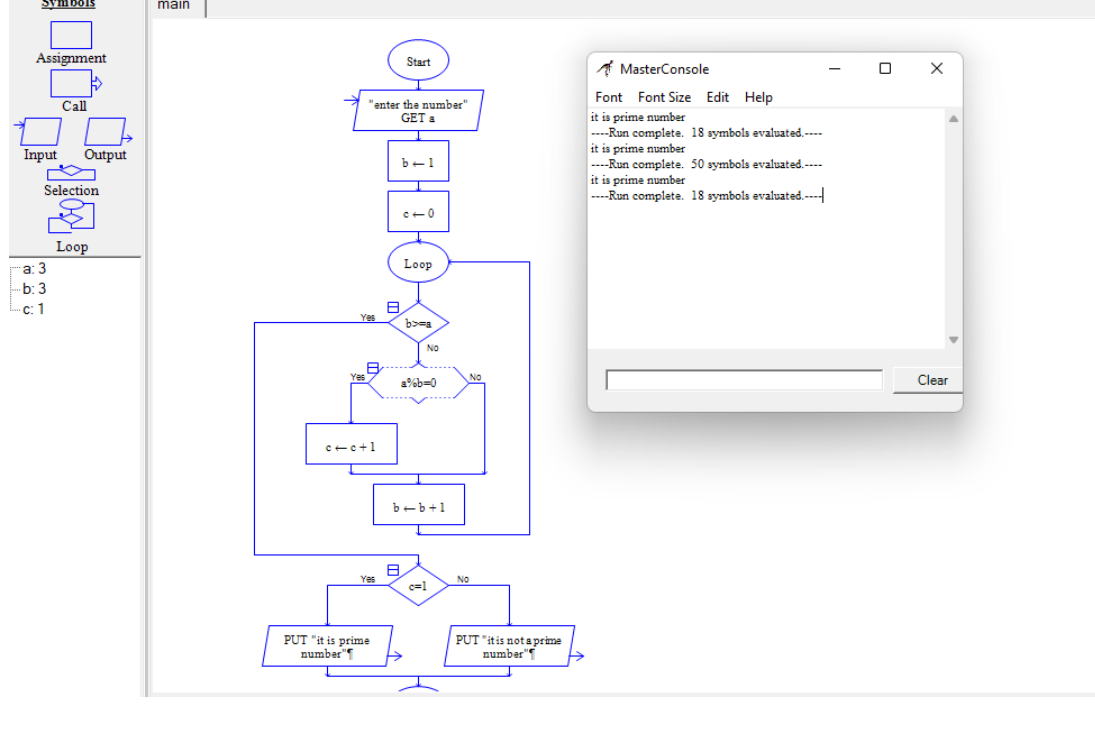 Symbols
main
Assignment
Call
Input
Output
Selection
Loop
a: 3
b: 3
c: 1
Start
"enter the number"
GET a
b ← 1
c ← 0
Loop
Yes
b>=a
No
Yes
a%b=0
No
c ← c + 1
b ← b + 1
Yes
c=1
No
PUT "it is prime
number"¶
PUT "it is not a prime
number"¶
MasterConsole
Font Font Size Edit Help
it is prime number
----Run complete. 18 symbols evaluated.----
it is prime number
----Run complete. 50 symbols evaluated.----
it is prime number
----Run complete. 18 symbols evaluated.----
Clear